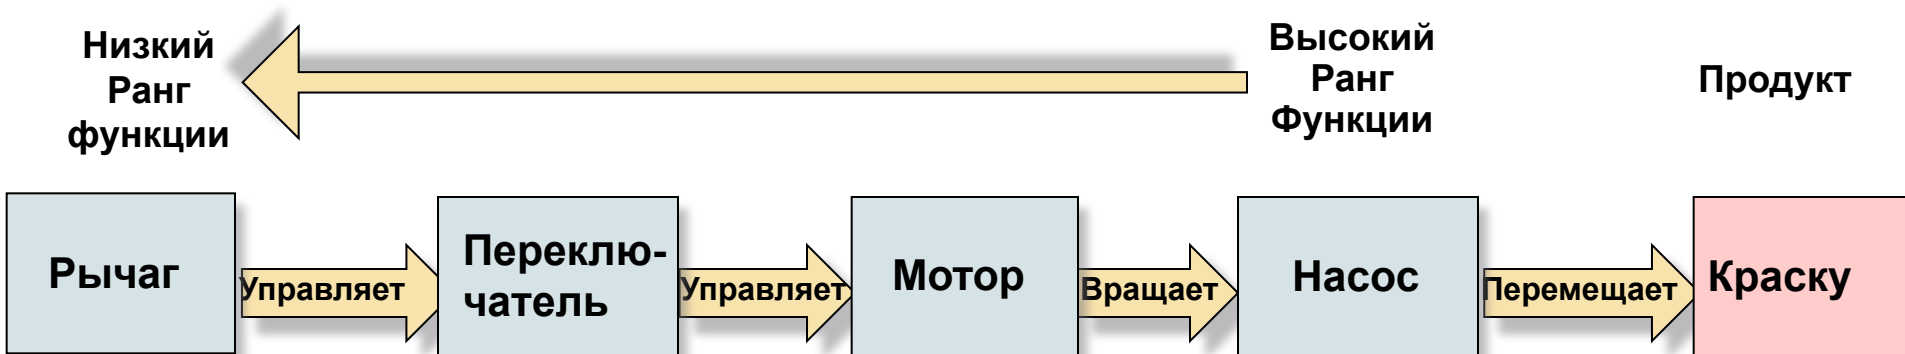 Низкий
Ранг
функции
Высокий
Ранг
Функции
Продукт
Рычаг
Управляет
Переклю-
чатель
Управляет
Мотор
Вращает
Насос
Перемещает
Краску